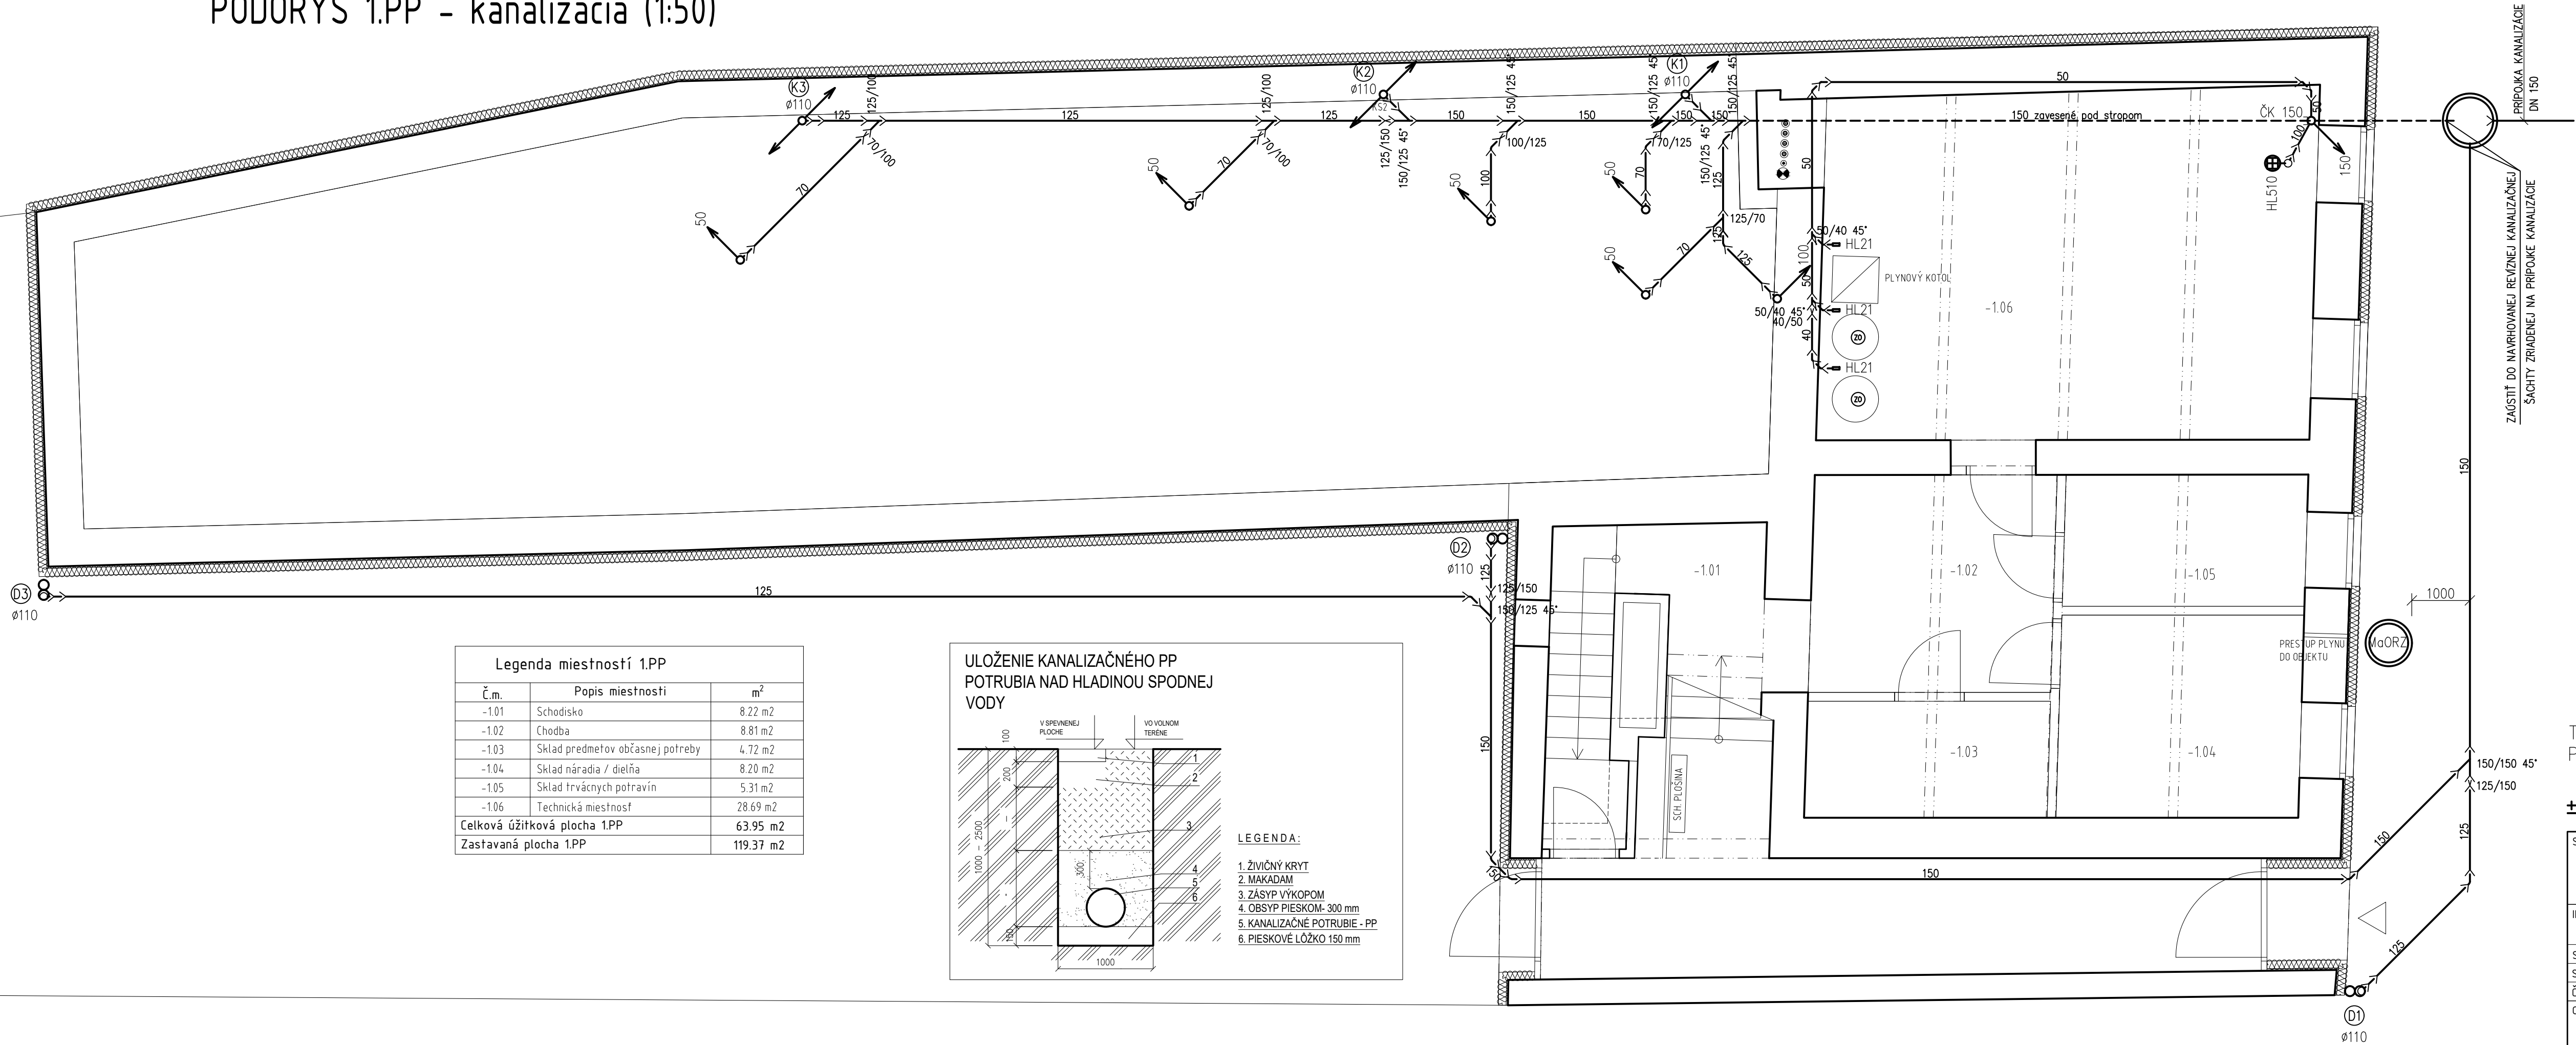 PÔDORYS 1.PP - kanalizácia (1:50)
K3
ø110
125
125/100
125
125/100
125
K2
ø110
KS2
125/150
150/125 45°
150
150/125 45°
150
K1
ø110
150/125 45°
150
150°
150/125 45°
150/125 45°
70/100
70
50
70/100
70
50
100/125
100
50
70/125
70
50
125
125/70
125
70
50
125
100
50
50
50
150 zavesené pod stropom
ČK 150
50
100
150
HL510
PRÍPOJKA KANALIZÁCIE
DN 150
ZAÚSTIŤ DO NAVRHOVANEJ REVÍZNEJ KANALIZAČNEJ
ŠACHTY ZRIADENEJ NA PRÍPOJKE KANALIZÁCIE
50/40 45°
HL21
PLYNOVÝ KOTOL
-1.06
50/40 45°
40/50
HL21
ZO
40
HL21
ZO
150
D3
ø110
125
D2
ø110
125
125/150
150/125 45°
150
150
150
-1.01
-1.02
-1.05
-1.03
-1.04
SCH. PLOŠINA
PRESTUP PLYNU
DO OBJEKTU
MaORZ
1000
150/150 45°
125/150
150
125
125
D1
ø110
Legenda miestností 1.PP
Č.m. Popis miestnosti m2
-1.01 Schodisko 8.22 m2
-1.02 Chodba 8.81 m2
-1.03 Sklad predmetov občasnej potreby 4.72 m2
-1.04 Sklad náradia / dielňa 8.20 m2
-1.05 Sklad trvácnych potravín 5.31 m2
-1.06 Technická miestnosť 28.69 m2
Celková úžitková plocha 1.PP 63.95 m2
Zastavaná plocha 1.PP 119.37 m2
ULOŽENIE KANALIZAČNÉHO PP
POTRUBIA NAD HLADINOU SPODNEJ
VODY
V SPEVNENEJ
PLOCHE
VO VOLNOM
TERÉNE
100
200
1000 - 2500
300
150
1000
1
2
3
4
5
6
LEGENDA:
1. ŽIVIČNÝ KRYT
2. MAKADAM
3. ZÁSYP VÝKOPOM
4. OBSYP PIESKOM- 300 mm
5. KANALIZAČNÉ POTRUBIE - PP
6. PIESKOVÉ LÔŽKO 150 mm